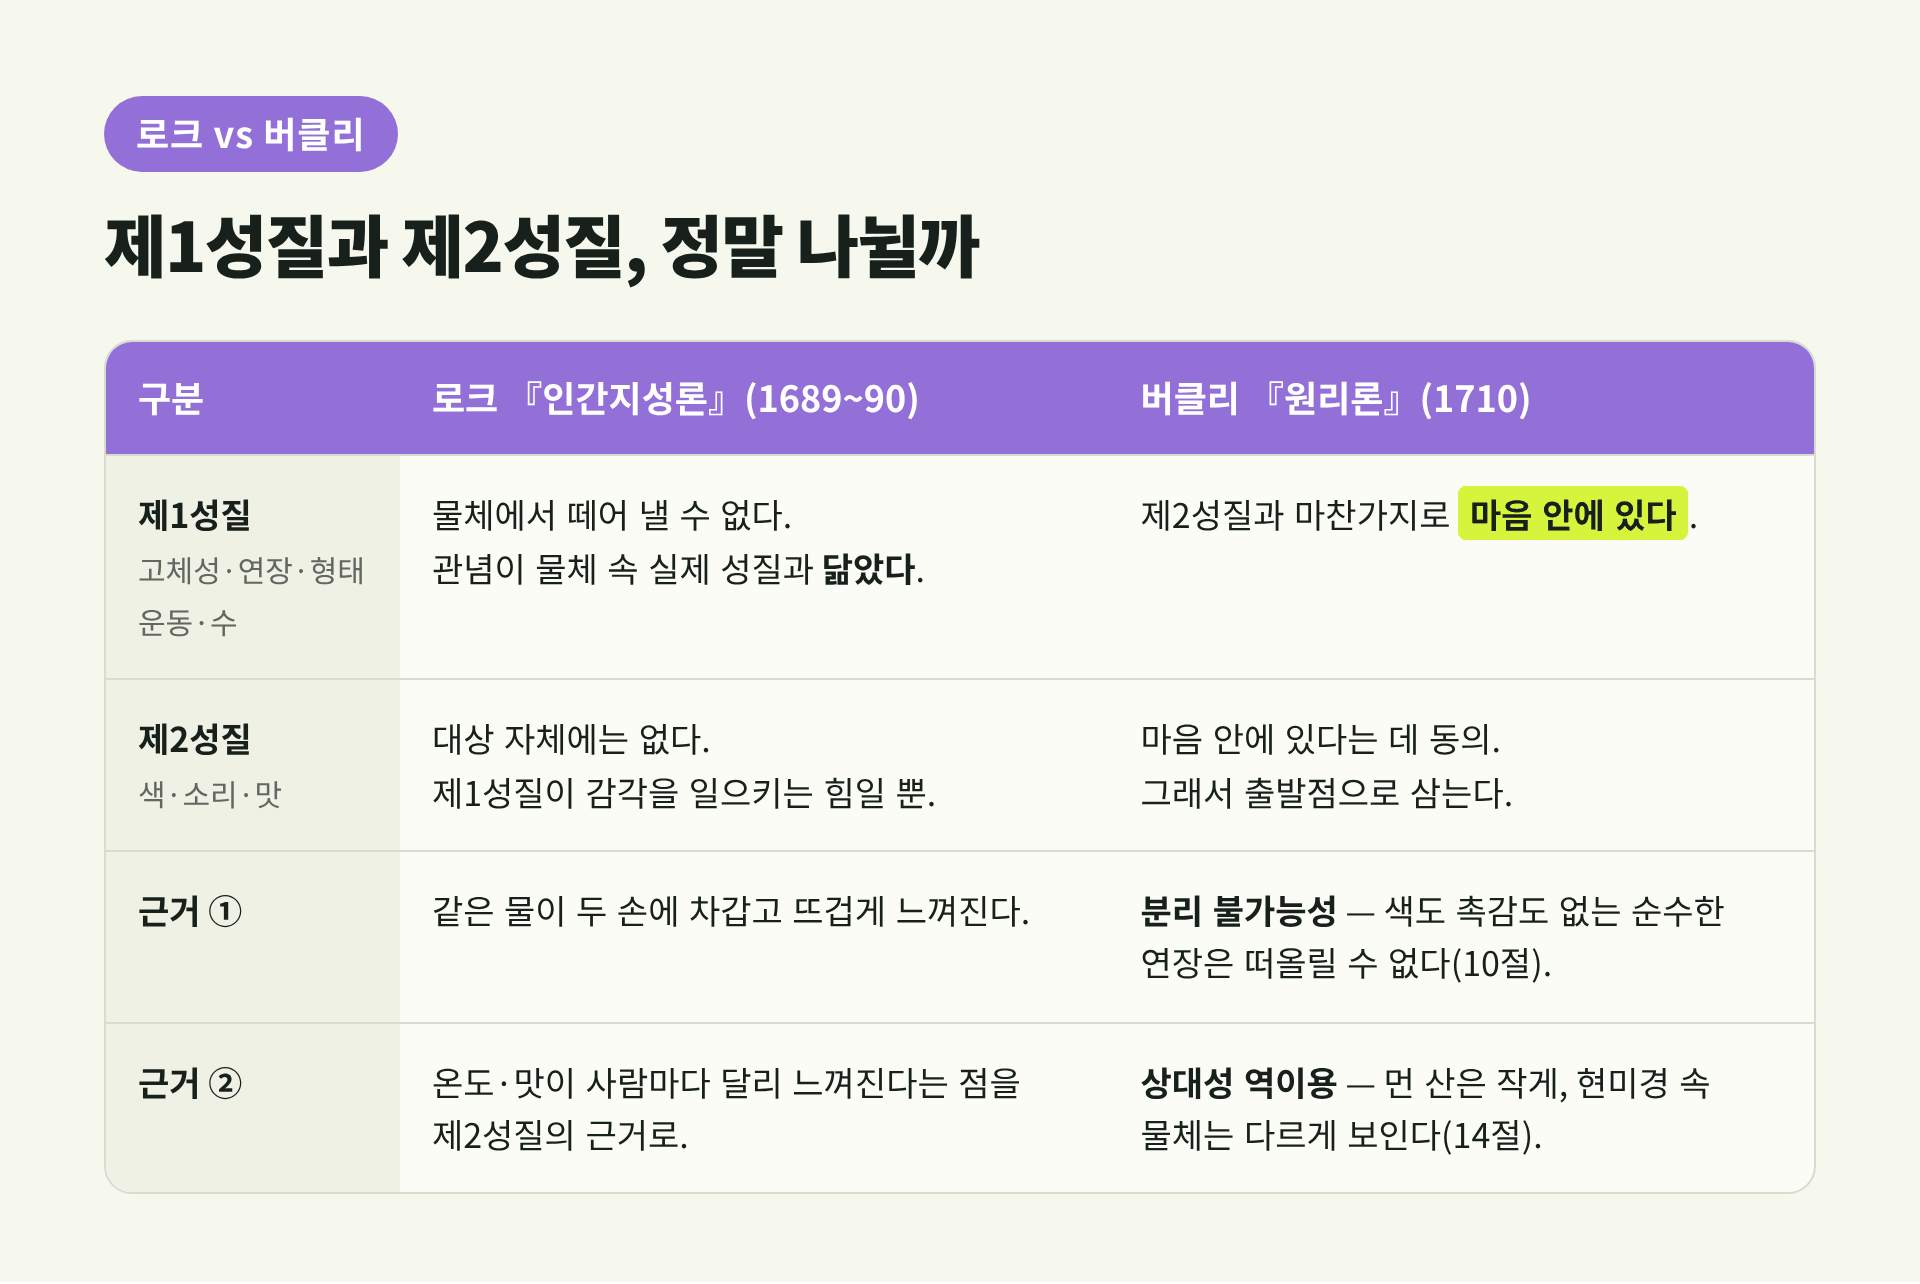 로크 vs 버클리
제1성질과 제2성질, 정말 나뉠까
구분
로크 『인간지성론』(1689~90)
버클리 『원리론』(1710)
제1성질
고체성·연장·형태
운동·수
물체에서 떼어 낼 수 없다.
관념이 물체 속 실제 성질과 닮았다.
제2성질과 마찬가지로 마음 안에 있다.
제2성질
색·소리·맛
대상 자체에는 없다.
제1성질이 감각을 일으키는 힘일 뿐.
마음 안에 있다는 데 동의.
그래서 출발점으로 삼는다.
근거 ①
같은 물이 두 손에 차갑고 뜨겁게 느껴진다.
분리 불가능성 — 색도 촉감도 없는 순수한
연장은 떠올릴 수 없다(10절).
근거 ②
온도·맛이 사람마다 달리 느껴진다는 점을
제2성질의 근거로.
상대성 역이용 — 먼 산은 작게, 현미경 속
물체는 다르게 보인다(14절).